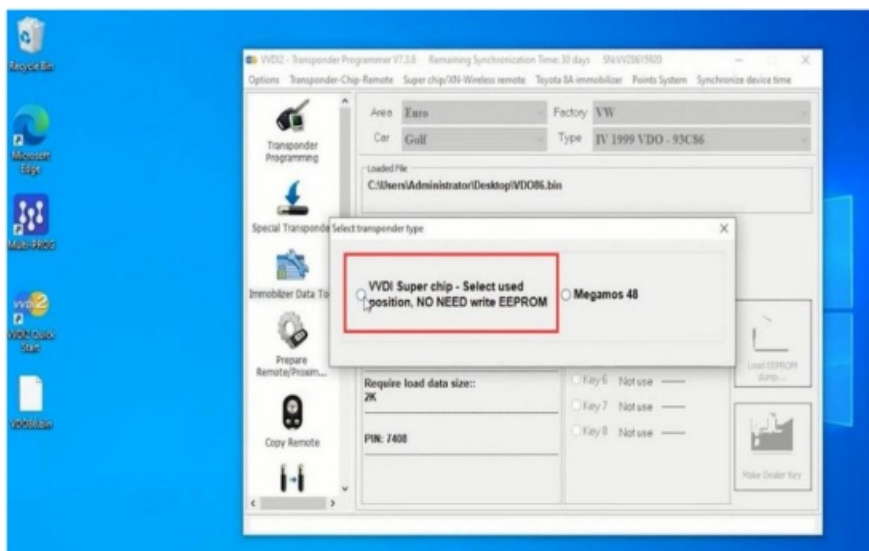 Recycle Bin
Microsoft
Edge
Multi-PROG
VVDI2 Quick
Start
VDO86.bin
VVDI2 - Transponder Programmer V7.3.6 Remaining Synchronization Time: 30 days SN:VV20615920
Options Transponder-Chip-Remote Super chip/XN-Wireless remote Toyota 8A immobilizer Points System Synchronize device time
Transponder
Programming
Special Transponde
Immobilizer Data To
Prepare
Remote/Proxim...
Copy Remote
Area Euro Factory VW
Car Golf Type IV 1999 VDO - 93C86
Loaded File
C:\Users\Administrator\Desktop\VDO86.bin
Select transponder type X
VVDI Super chip - Select used
position, NO NEED write EEPROM
Megamos 48
Require load data size::
2K
PIN: 7408
Key 6 Not use
Key 7 Not use
Key 8 Not use
Load EEPROM
dump...
Make Dealer Key